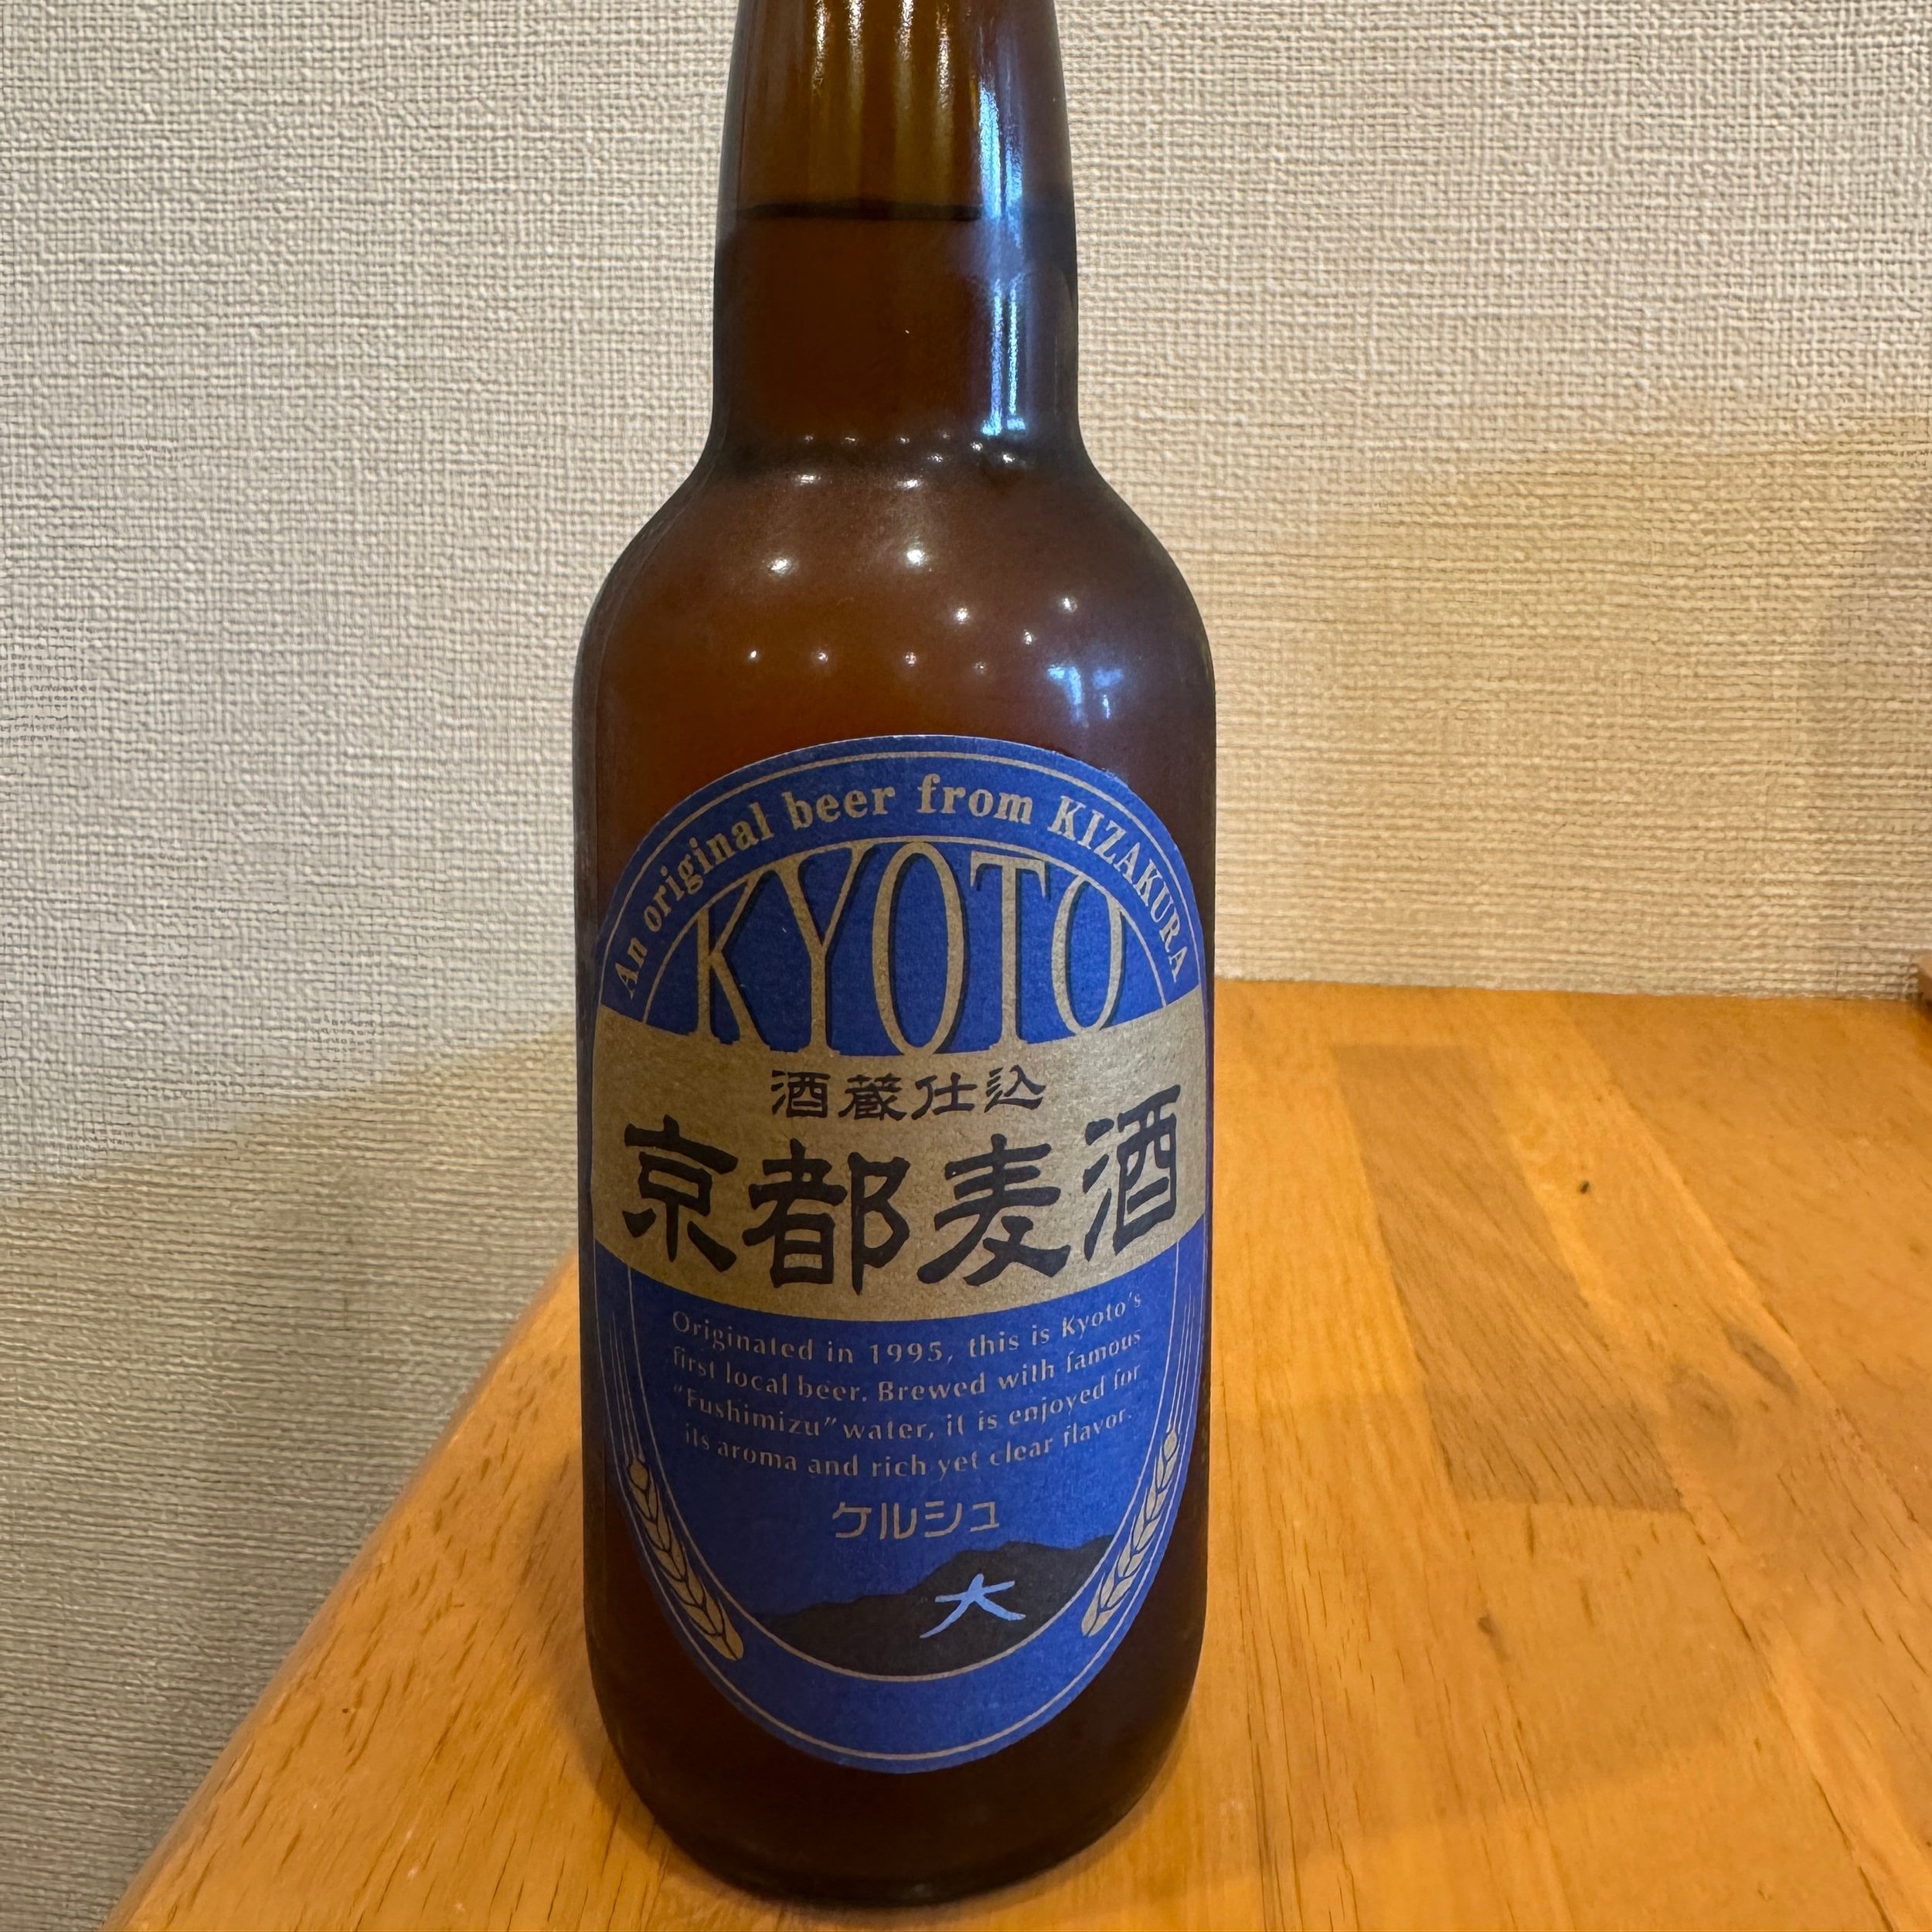 An original beer from KIZAKURA
KYOTO
酒蔵仕込
京都麦酒
Originated in 1995, this is Kyoto's
first local beer. Brewed with famous
"Fushimizu" water, it is enjoyed for
its aroma and rich yet clear flavor.
ケルシュ
大